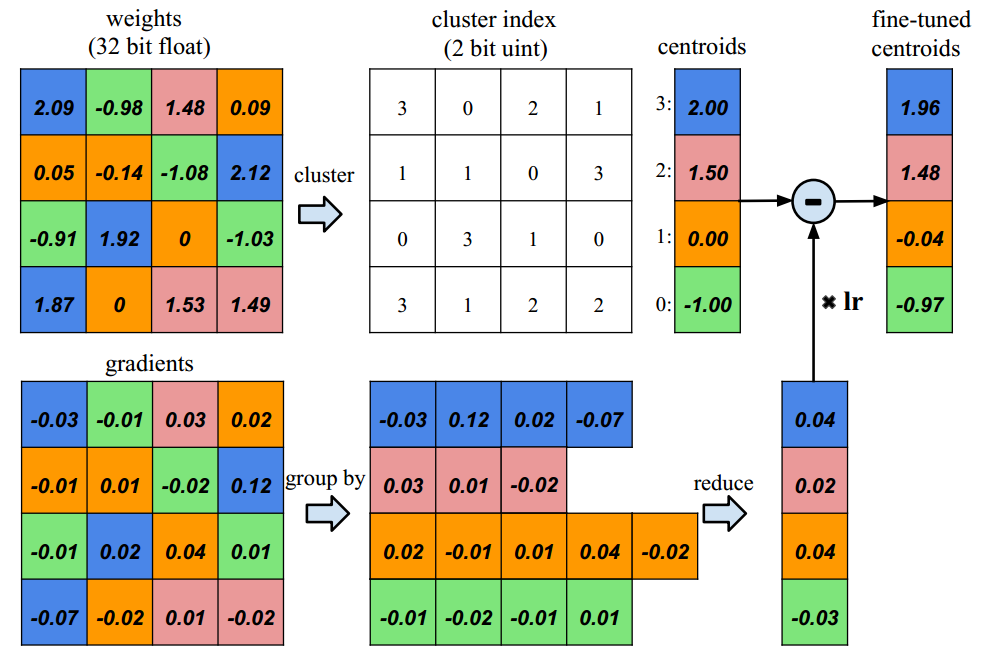 weights
(32 bit float)
cluster index
(2 bit uint)
centroids
fine-tuned
centroids
2.09 -0.98 1.48 0.09
0.05 -0.14 -1.08 2.12
-0.91 1.92 0 -1.03
1.87 0 1.53 1.49
cluster
3 0 2 1
1 1 0 3
0 3 1 0
3 1 2 2
3: 2.00
2: 1.50
1: 0.00
0: -1.00
-
1.96
1.48
-0.04
-0.97
× lr
gradients
-0.03 -0.01 0.03 0.02
-0.01 0.01 -0.02 0.12
-0.01 0.02 0.04 0.01
-0.07 -0.02 0.01 -0.02
group by
-0.03 0.12 0.02 -0.07
0.03 0.01 -0.02
0.02 -0.01 0.01 0.04 -0.02
-0.01 -0.02 -0.01 0.01
reduce
0.04
0.02
0.04
-0.03